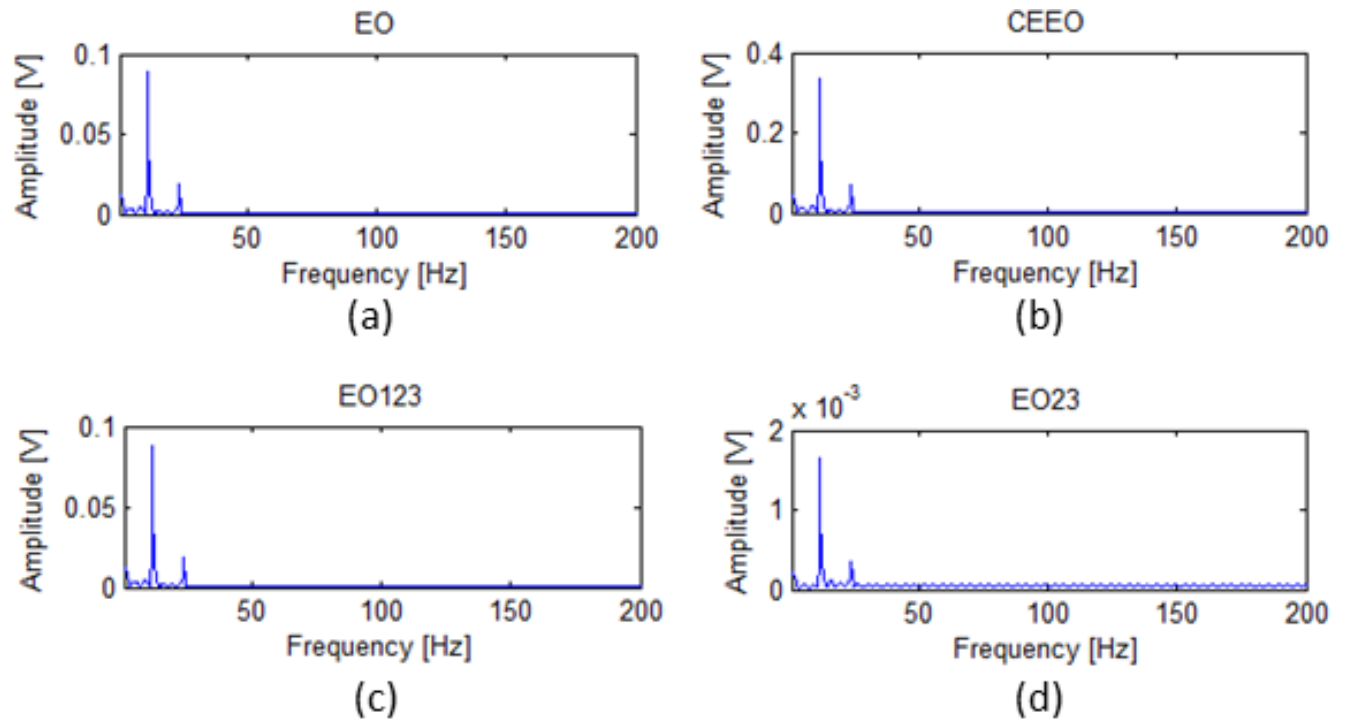 EO
0.1
0.05
0
Amplitude [V]
50 100 150 200
Frequency [Hz]
(a)
CEEO
0.4
0.2
0
Amplitude [V]
50 100 150 200
Frequency [Hz]
(b)
EO123
0.1
0.05
0
Amplitude [V]
50 100 150 200
Frequency [Hz]
(c)
EO23
x 10-3
2
1
0
Amplitude [V]
50 100 150 200
Frequency [Hz]
(d)